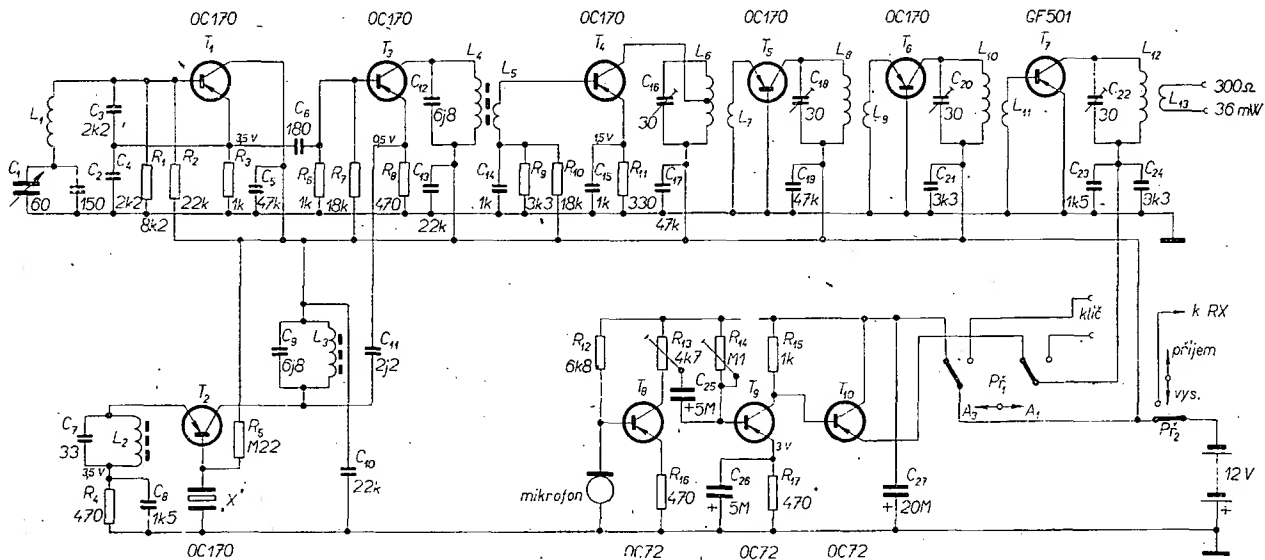 OC170 OC170 OC170 OC170 OC170 GF501
T₁ T₃ T₄ T₅ T₆ T₇
L₁ L₄ L₅ L₆ L₇ L₈ L₉ L₁₀ L₁₁ L₁₂ L₁₃
300Ω
36 mW
C₃
2k2
C₆
180
C₁₂
6j8
C₁₆
30
C₁₈
30
C₂₀
30
C₂₂
30
3,5 V
0,5 V
1,5 V
C₁
60
150
C₂
C₄
2k2
R₁
8k2
R₂
22k
R₃
1k
C₅
47k
R₆
1k
R₇
18k
R₈
470
C₁₃
22k
C₁₄
1k
R₉
3k3
R₁₀
18k
C₁₅
1k
R₁₁
330
C₁₇
47k
C₁₉
47k
C₂₁
3k3
C₂₃
1k5
C₂₄
3k3
C₉
6j8
L₃
C₁₁
2j2
R₁₂
6k8
R₁₃
4k7
R₁₄
M1
R₁₅
1k
klíč
k RX
příjem
vys.
Př₁
A₃ A₁
Př₂
12 V
+
C₇
33
L₂
T₂
R₅
M22
C₁₀
22k
3,5 V
R₄
470
C₈
1k5
X
OC170
mikrofon
T₈
C₂₅
+5M
T₉
T₁₀
3 V
R₁₆
470
C₂₆
+ 5M
R₁₇
470
C₂₇
+ 20M
OC72 OC72 OC72